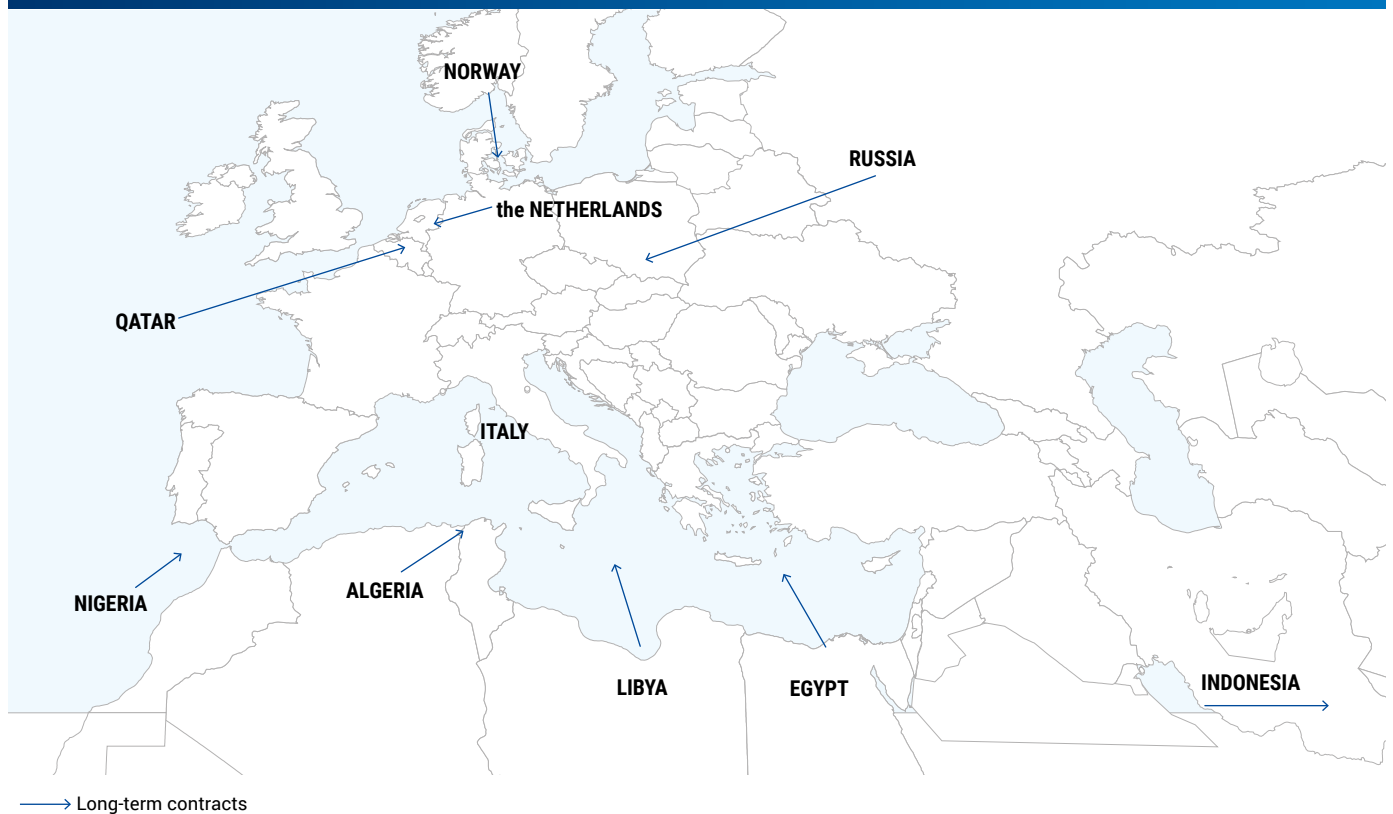 NORWAY
RUSSIA
the NETHERLANDS
QATAR
ITALY
ALGERIA
NIGERIA
LIBYA
EGYPT
INDONESIA
Long-term contracts